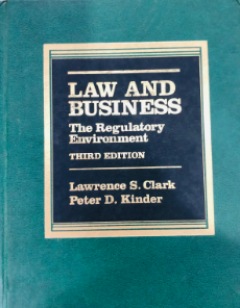 LAW AND
BUSINESS
The Regulatory
Environment
THIRD EDITION
Lawrence S. Clark
Peter D. Kinder